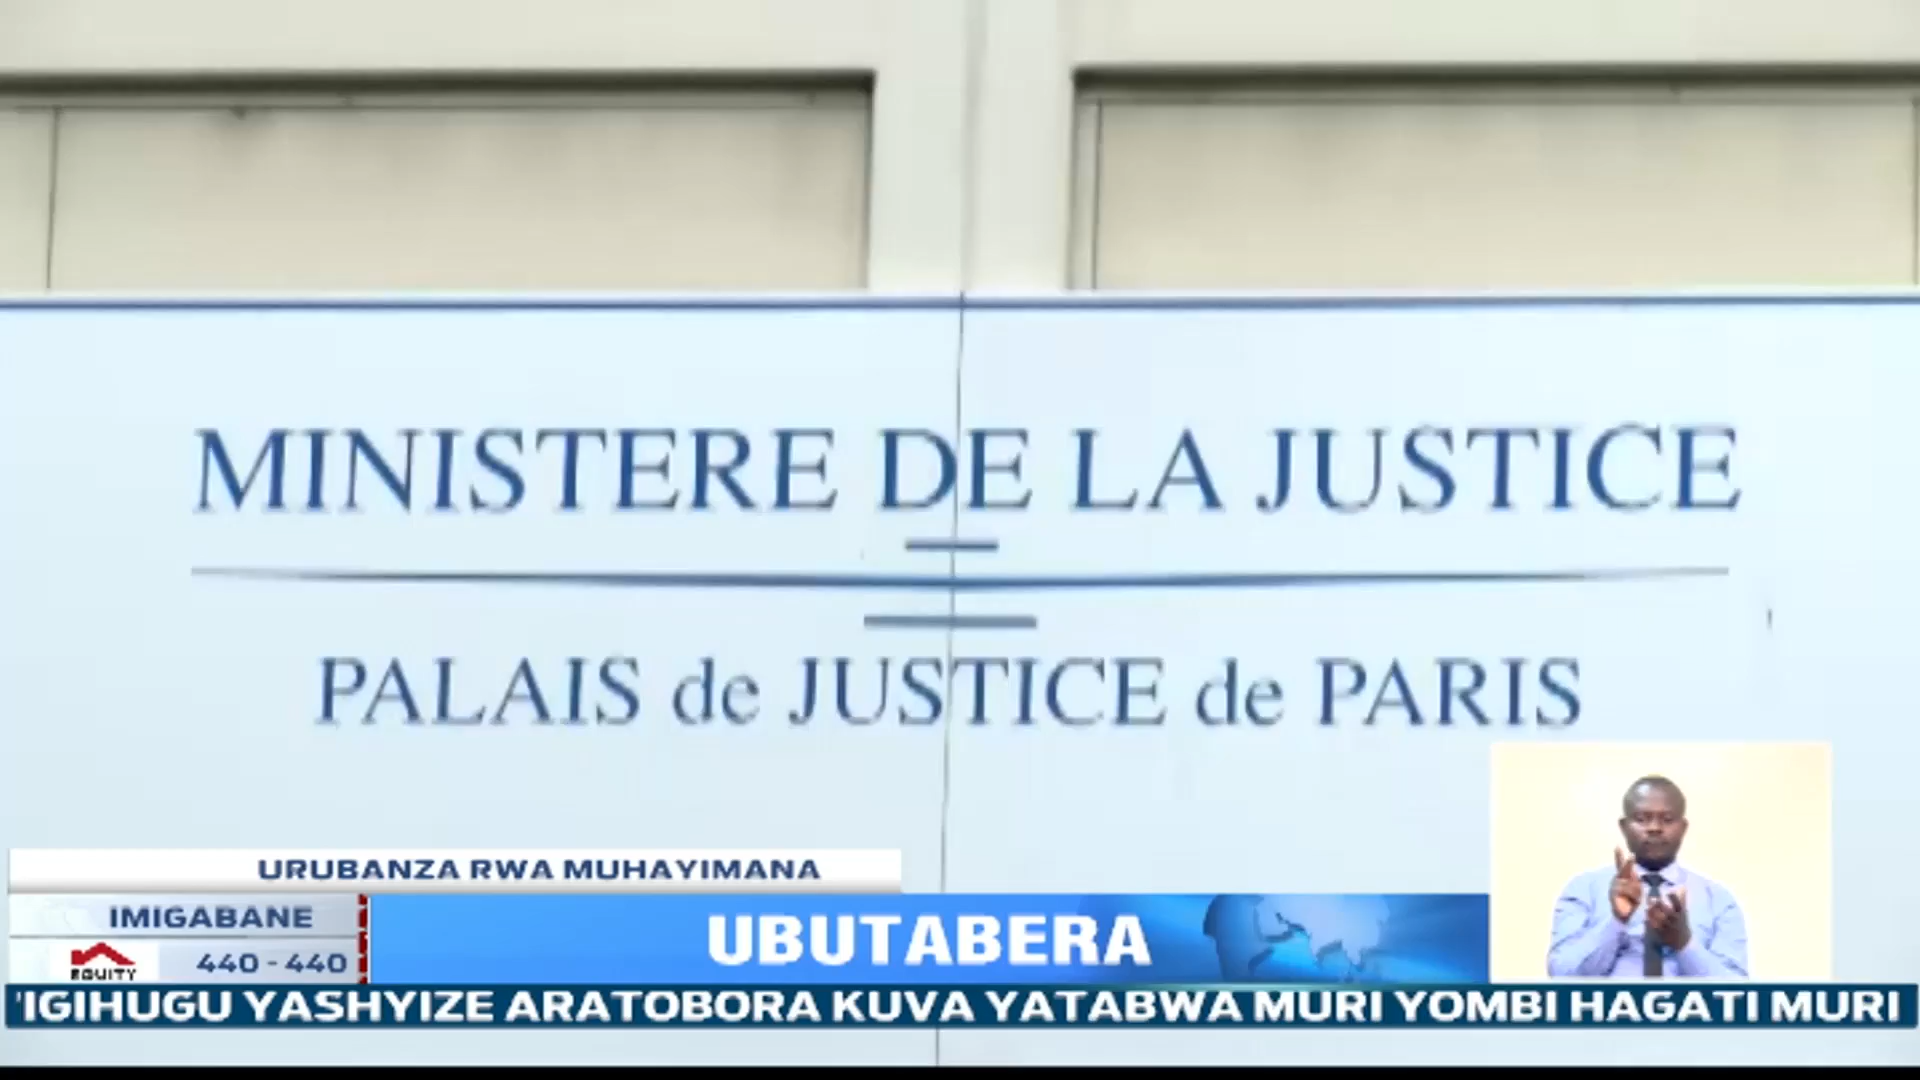 MINISTERE DE LA JUSTICE
PALAIS de JUSTICE de PARIS
URUBANZA RWA MUHAYIMANA
IMIGABANE
UBUTABERA
EQUITY
440 - 440
'IGIHUGU YASHYIZE ARATOBORA KUVA YATABWA MURI YOMBI HAGATI MURI